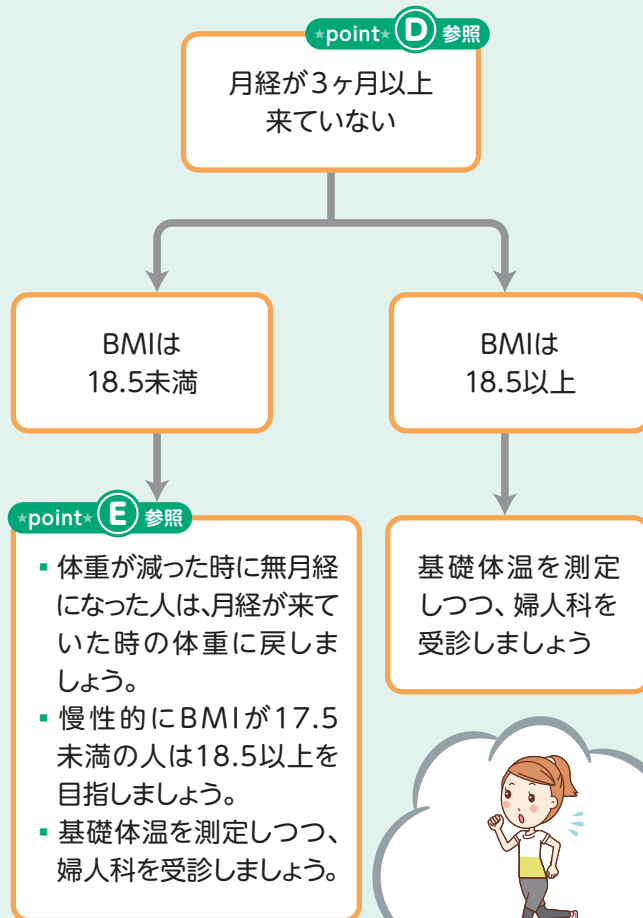 ★point★ D 参照
月経が3ヶ月以上
来ていない
BMIは
18.5未満
BMIは
18.5以上
★point★ E 参照
▪ 体重が減った時に無月経
になった人は、月経が来て
いた時の体重に戻しま
しょう。
▪ 慢性的にBMIが17.5
未満の人は18.5以上を
目指しましょう。
▪ 基礎体温を測定しつつ、
婦人科を受診しましょう。
基礎体温を測定
しつつ、婦人科を
受診しましょう